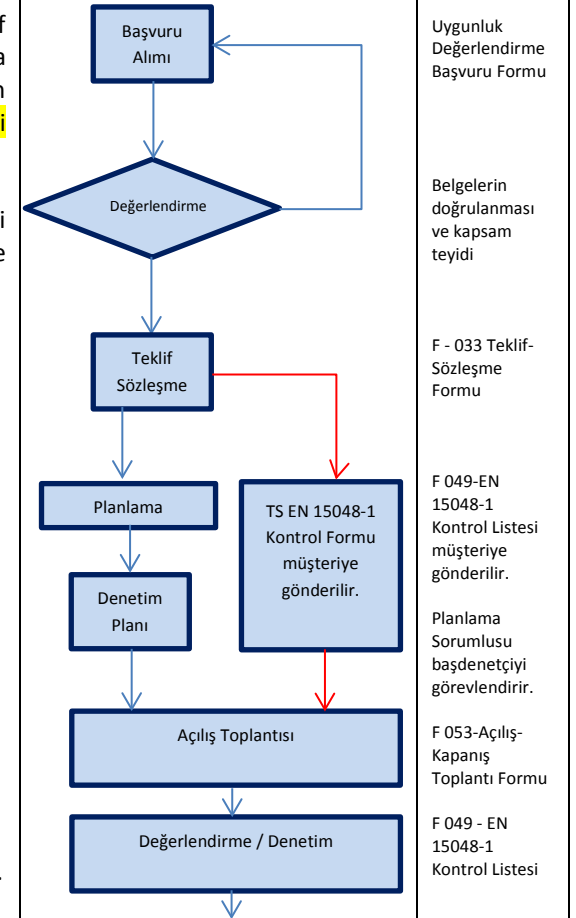 f
a
n
i
i
e
.
Başvuru
Alımı
Uygunluk
Değerlendirme
Başvuru Formu
Değerlendirme
Belgelerin
doğrulanması
ve kapsam
teyidi
Teklif
Sözleşme
F - 033 Teklif-
Sözleşme
Formu
Planlama
TS EN 15048-1
Kontrol Formu
müşteriye
gönderilir.
F 049-EN
15048-1
Kontrol Listesi
müşteriye
gönderilir.
Denetim
Planı
Planlama
Sorumlusu
başdenetçiyi
görevlendirir.
Açılış Toplantısı
F 053-Açılış-
Kapanış
Toplantı Formu
Değerlendirme / Denetim
F 049 - EN
15048-1
Kontrol Listesi